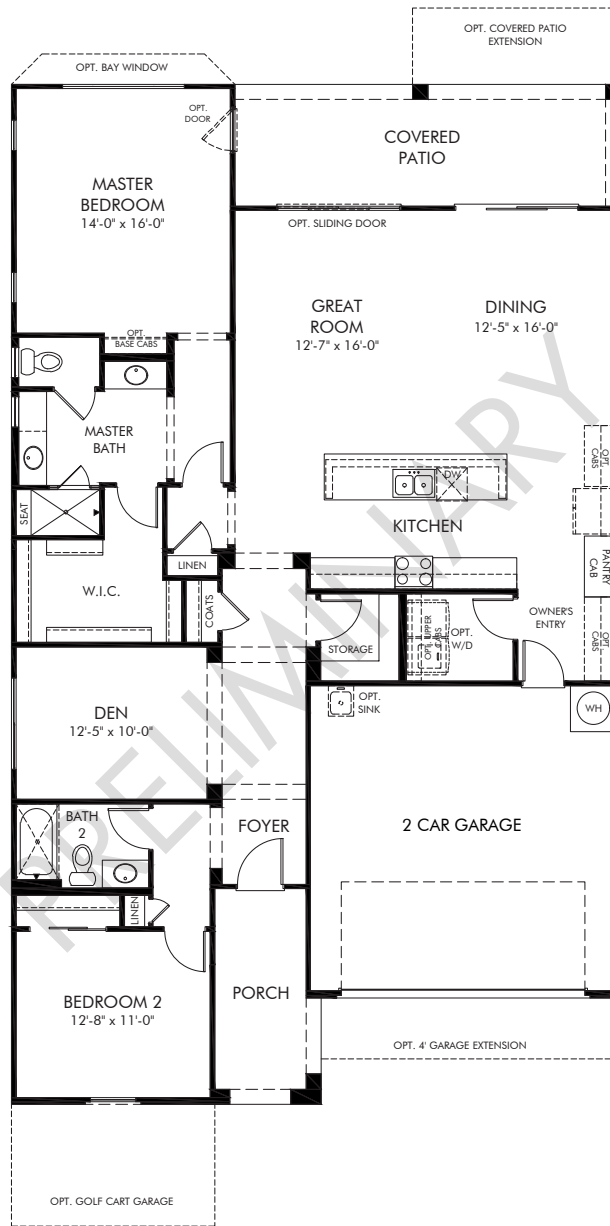 OPT. COVERED PATIO
EXTENSION
OPT. BAY WINDOW
OPT.
DOOR
COVERED
PATIO
MASTER
BEDROOM
14'-0" x 16'-0"
OPT. SLIDING DOOR
GREAT
ROOM
12'-7" x 16'-0"
DINING
12'-5" x 16'-0"
OPT.
BASE CABS
MASTER
BATH
OPT.
CABS
DW
SEAT
KITCHEN
PANTRY
CAB
LINEN
W.I.C.
COATS
STORAGE
OPT. UPPER
CABS
OPT.
W/D
OWNER'S
ENTRY
OPT.
CABS
DEN
12'-5" x 10'-0"
OPT.
SINK
WH
BATH
2
FOYER
2 CAR GARAGE
LINEN
BEDROOM 2
12'-8" x 11'-0"
PORCH
OPT. 4' GARAGE EXTENSION
OPT. GOLF CART GARAGE
PRELIMINARY